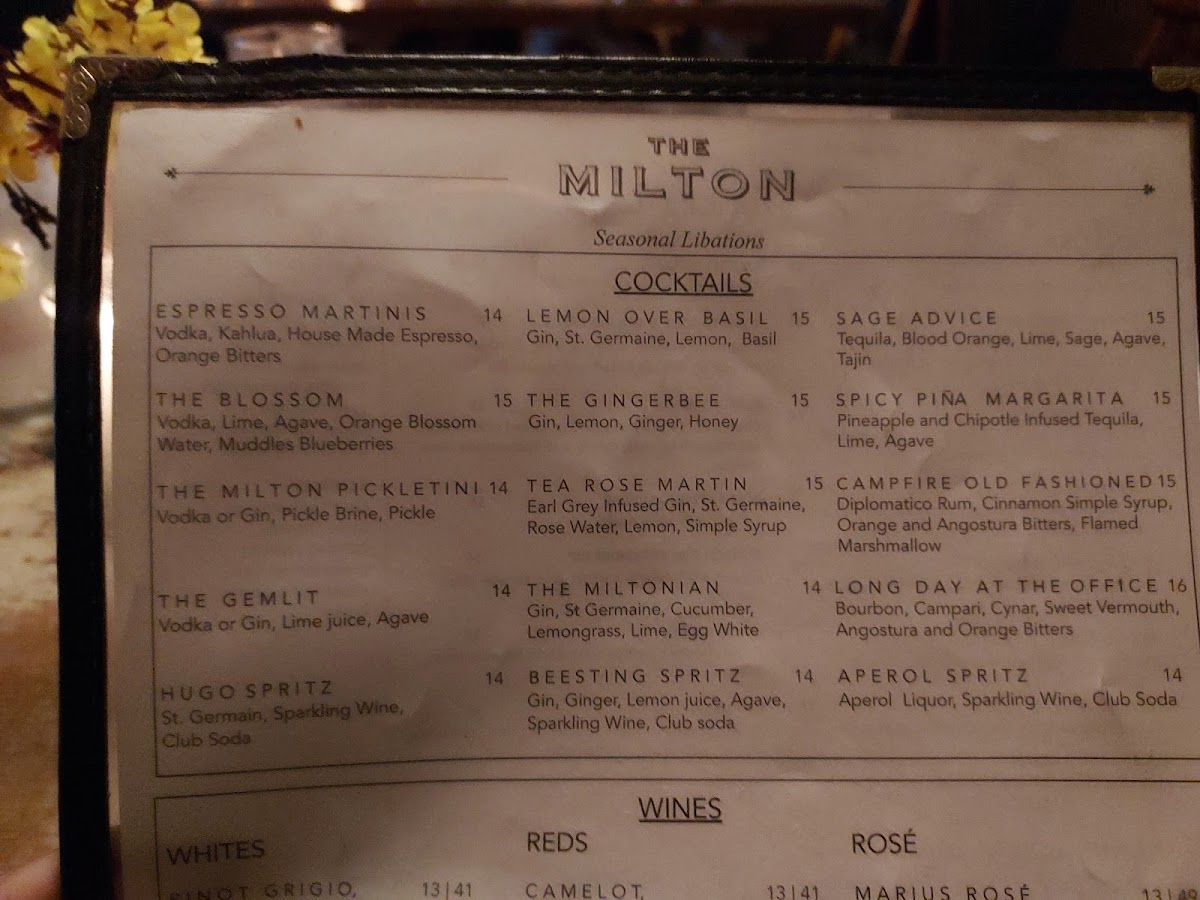 THE
MILTON
Seasonal Libations
COCKTAILS
ESPRESSO MARTINIS 14
Vodka, Kahlua, House Made Espresso,
Orange Bitters
THE BLOSSOM 15
Vodka, Lime, Agave, Orange Blossom
Water, Muddles Blueberries
THE MILTON PICKLETINI 14
Vodka or Gin, Pickle Brine, Pickle
THE GEMLIT 14
Vodka or Gin, Lime juice, Agave
HUGO SPRITZ 14
St. Germain, Sparkling Wine,
Club Soda
LEMON OVER BASIL 15
Gin, St. Germaine, Lemon, Basil
THE GINGERBEE 15
Gin, Lemon, Ginger, Honey
TEA ROSE MARTIN 15
Earl Grey Infused Gin, St. Germaine,
Rose Water, Lemon, Simple Syrup
THE MILTONIAN 14
Gin, St Germaine, Cucumber,
Lemongrass, Lime, Egg White
BEESTING SPRITZ 14
Gin, Ginger, Lemon juice, Agave,
Sparkling Wine, Club soda
SAGE ADVICE 15
Tequila, Blood Orange, Lime, Sage, Agave,
Tajin
SPICY PIÑA MARGARITA 15
Pineapple and Chipotle Infused Tequila,
Lime, Agave
CAMPFIRE OLD FASHIONED 15
Diplomatico Rum, Cinnamon Simple Syrup,
Orange and Angostura Bitters, Flamed
Marshmallow
LONG DAY AT THE OFFICE 16
Bourbon, Campari, Cynar, Sweet Vermouth,
Angostura and Orange Bitters
APEROL SPRITZ 14
Aperol Liquor, Sparkling Wine, Club Soda
WINES
WHITES
PINOT GRIGIO, 13|41
REDS
CAMELOT, 13|41
ROSÉ
MARIUS ROSÉ